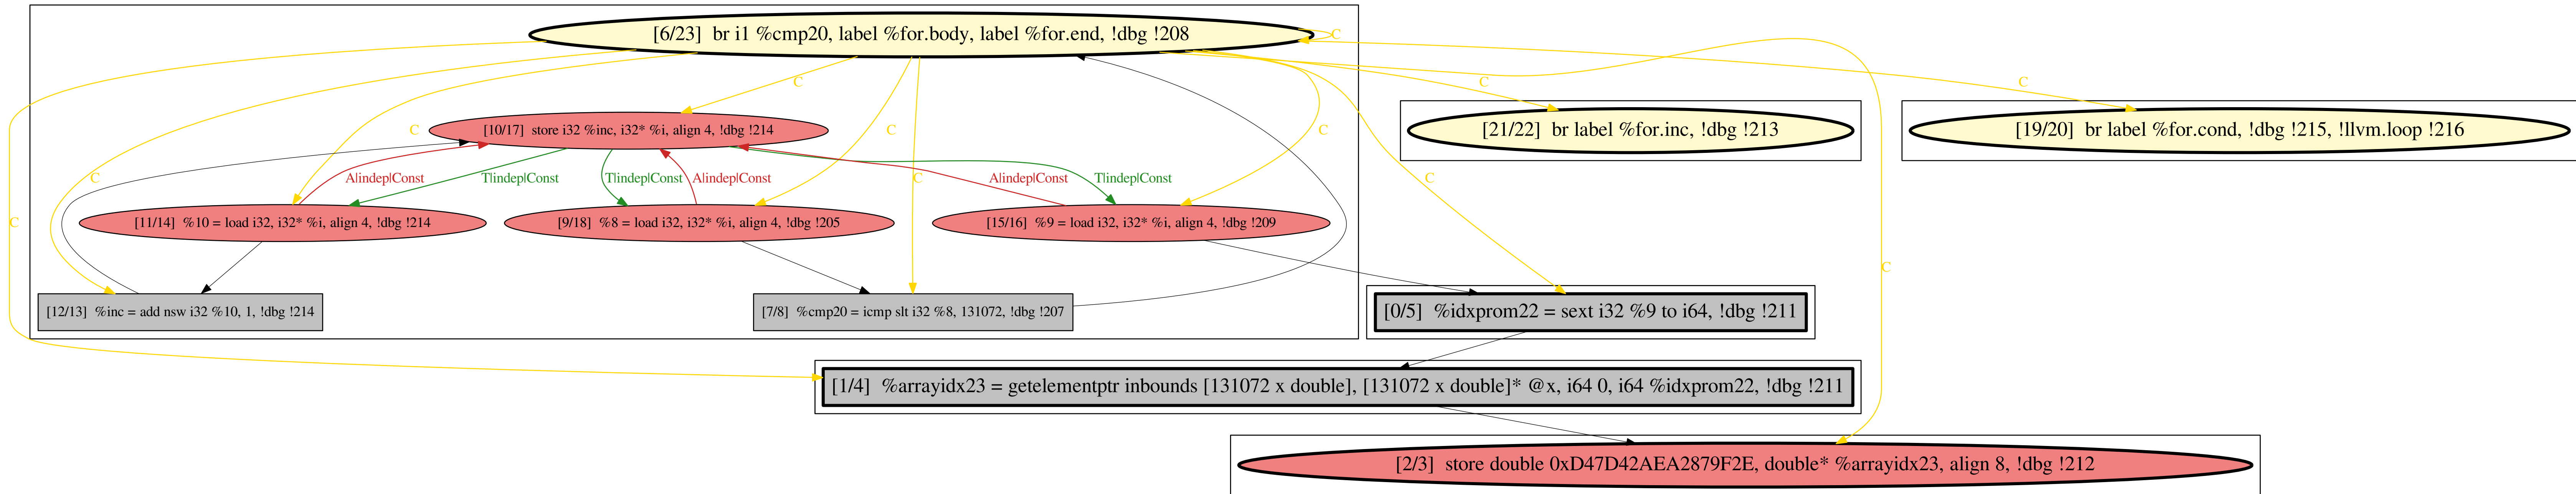 [6/23] br i1 %cmp20, label %for.body, label %for.end, !dbg !208
C
C
C
C
[10/17] store i32 %inc, i32* %i, align 4, !dbg !214
C
C
C
[21/22] br label %for.inc, !dbg !213
[19/20] br label %for.cond, !dbg !215, !llvm.loop !216
C
A|indep|Const
T|indep|Const
T|indep|Const
A|indep|Const
C
A|indep|Const
T|indep|Const
C
C
[11/14] %10 = load i32, i32* %i, align 4, !dbg !214
[9/18] %8 = load i32, i32* %i, align 4, !dbg !205
[15/16] %9 = load i32, i32* %i, align 4, !dbg !209
C
[12/13] %inc = add nsw i32 %10, 1, !dbg !214
[7/8] %cmp20 = icmp slt i32 %8, 131072, !dbg !207
[0/5] %idxprom22 = sext i32 %9 to i64, !dbg !211
[1/4] %arrayidx23 = getelementptr inbounds [131072 x double], [131072 x double]* @x, i64 0, i64 %idxprom22, !dbg !211
[2/3] store double 0xD47D42AEA2879F2E, double* %arrayidx23, align 8, !dbg !212